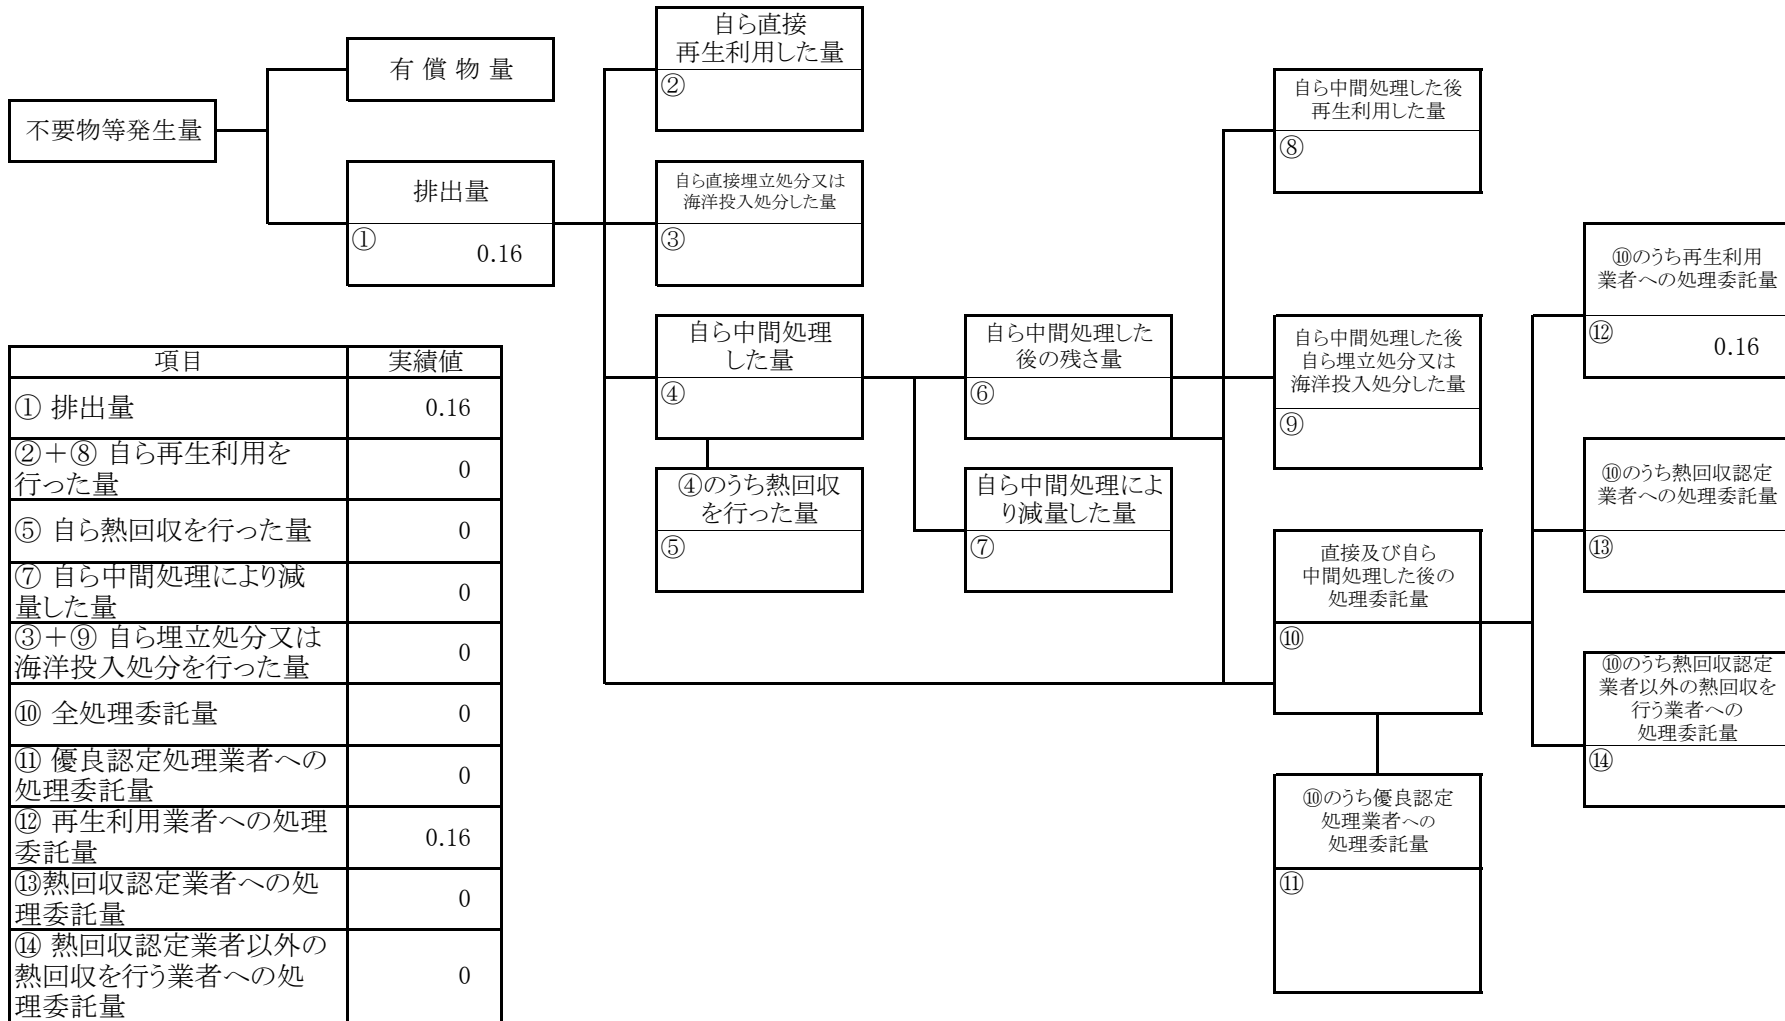 自ら直接
再生利用した量
②
有 償 物 量
不要物等発生量
排出量
①
0.16
自ら直接埋立処分又は
海洋投入処分した量
③
自ら中間処理した後
再生利用した量
⑧
⑩のうち再生利用
業者への処理委託量
⑫
0.16
自ら中間処理
した量
④
自ら中間処理した
後の残さ量
⑥
自ら中間処理した後
自ら埋立処分又は
海洋投入処分した量
⑨
④のうち熱回収
を行った量
⑤
自ら中間処理によ
り減量した量
⑦
⑩のうち熱回収認定
業者への処理委託量
⑬
直接及び自ら
中間処理した後の
処理委託量
⑩
⑩のうち熱回収認定
業者以外の熱回収を
行う業者への
処理委託量
⑭
⑩のうち優良認定
処理業者への
処理委託量
⑪
項目 実績値
① 排出量 0.16
②＋⑧ 自ら再生利用を
行った量 0
⑤ 自ら熱回収を行った量 0
⑦ 自ら中間処理により減
量した量 0
③＋⑨ 自ら埋立処分又は
海洋投入処分を行った量 0
⑩ 全処理委託量 0
⑪ 優良認定処理業者への
処理委託量 0
⑫ 再生利用業者への処理
委託量 0.16
⑬熱回収認定業者への処
理委託量 0
⑭ 熱回収認定業者以外の
熱回収を行う業者への処
理委託量 0